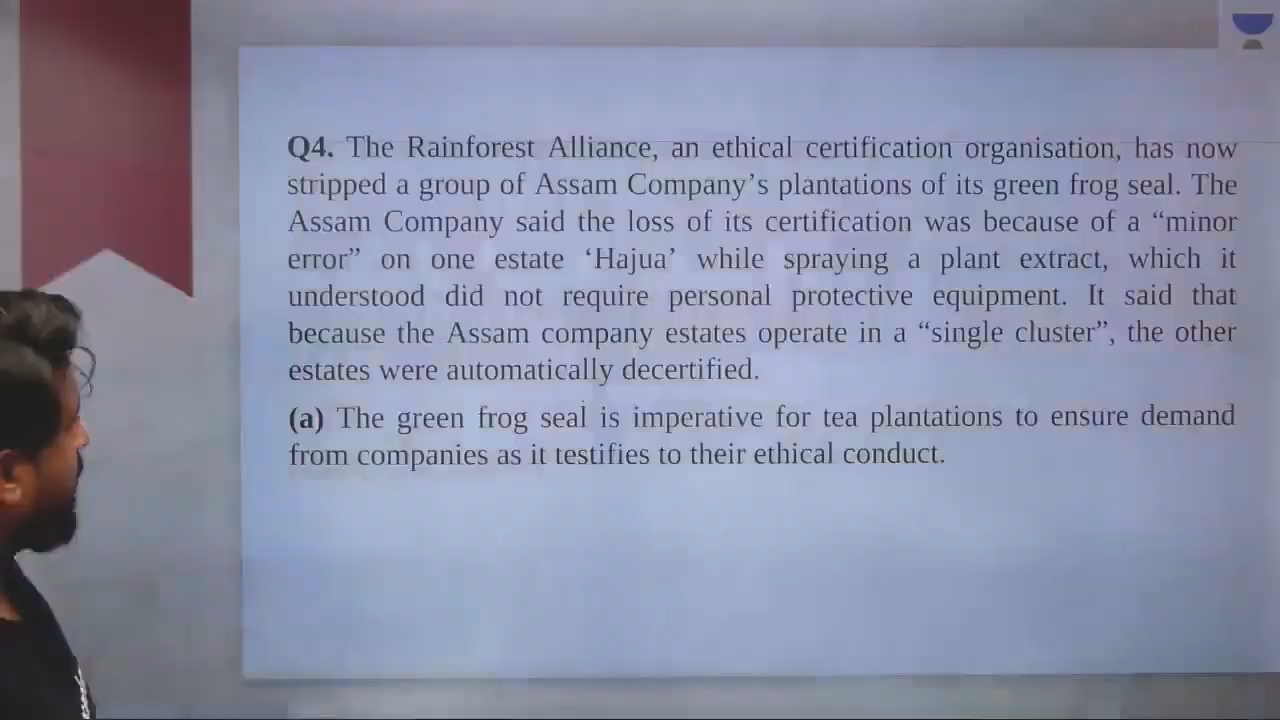 Q4. The Rainforest Alliance, an ethical certification organisation, has now
stripped a group of Assam Company’s plantations of its green frog seal. The
Assam Company said the loss of its certification was because of a “minor
error” on one estate ‘Hajua’ while spraying a plant extract, which it
understood did not require personal protective equipment. It said that
because the Assam company estates operate in a “single cluster”, the other
estates were automatically decertified.
(a) The green frog seal is imperative for tea plantations to ensure demand
from companies as it testifies to their ethical conduct.